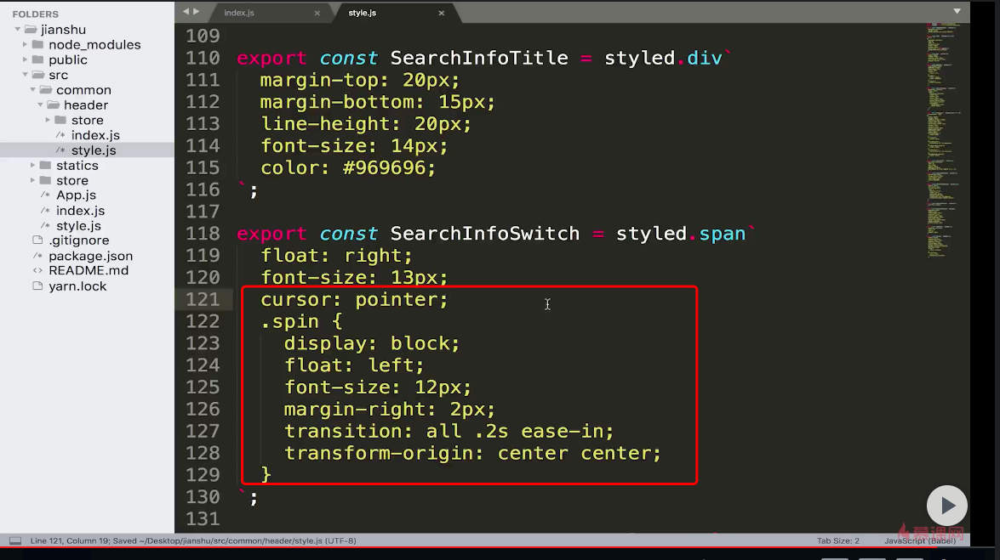 FOLDERS
jianshu
node_modules
public
src
common
header
store
index.js
style.js
statics
store
App.js
index.js
style.js
.gitignore
package.json
README.md
yarn.lock
index.js
style.js
109
110 export const SearchInfoTitle = styled.div`
111 margin-top: 20px;
112 margin-bottom: 15px;
113 line-height: 20px;
114 font-size: 14px;
115 color: #969696;
116 `;
117
118 export const SearchInfoSwitch = styled.span`
119 float: right;
120 font-size: 13px;
121 cursor: pointer;
122 .spin {
123 display: block;
124 float: left;
125 font-size: 12px;
126 margin-right: 2px;
127 transition: all .2s ease-in;
128 transform-origin: center center;
129 }
130 `;
131
慕课网
Line 121, Column 19; Saved ~/Desktop/jianshu/src/common/header/style.js (UTF-8)
Tab Size: 2
JavaScript (Babel)